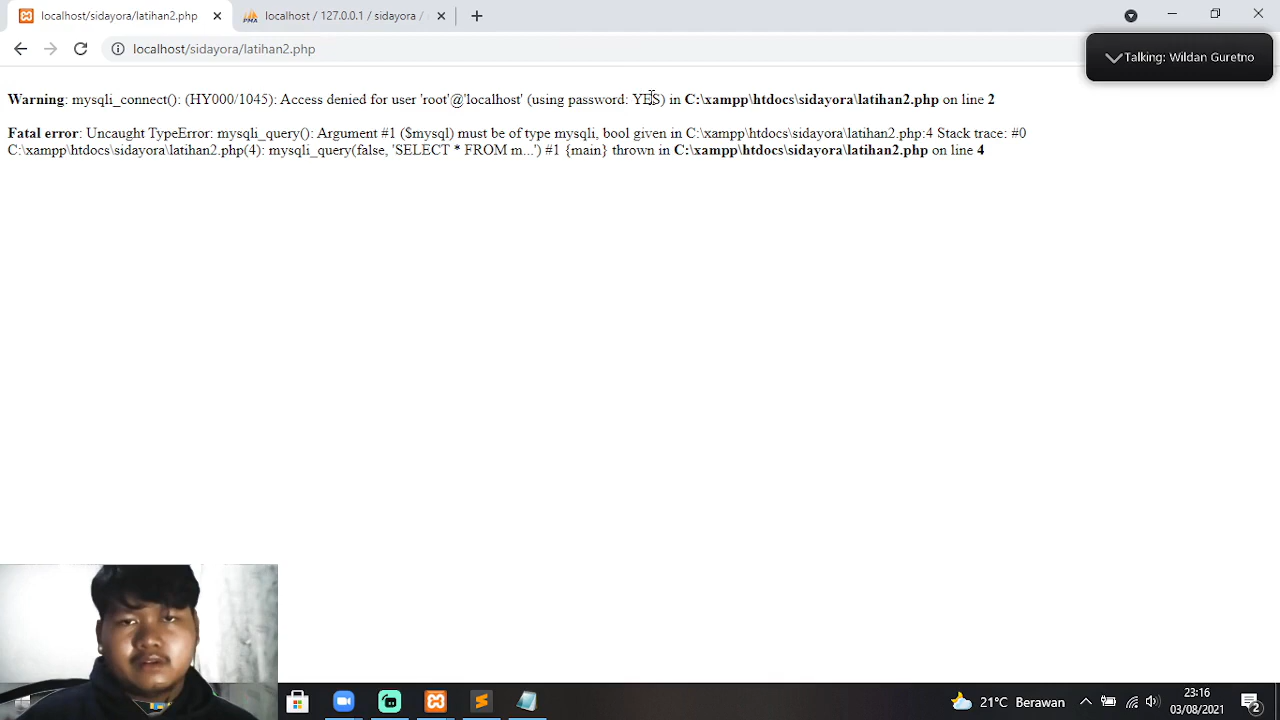 localhost/sidayora/latihan2.php
localhost / 127.0.0.1 / sidayora /
localhost/sidayora/latihan2.php
Talking: Wildan Guretno
Warning: mysqli_connect(): (HY000/1045): Access denied for user 'root'@'localhost' (using password: YES) in C:\xampp\htdocs\sidayora\latihan2.php on line 2
Fatal error: Uncaught TypeError: mysqli_query(): Argument #1 ($mysql) must be of type mysqli, bool given in C:\xampp\htdocs\sidayora\latihan2.php:4 Stack trace: #0
C:\xampp\htdocs\sidayora\latihan2.php(4): mysqli_query(false, 'SELECT * FROM m...') #1 {main} thrown in C:\xampp\htdocs\sidayora\latihan2.php on line 4
21°C Berawan
23:16
03/08/2021
2